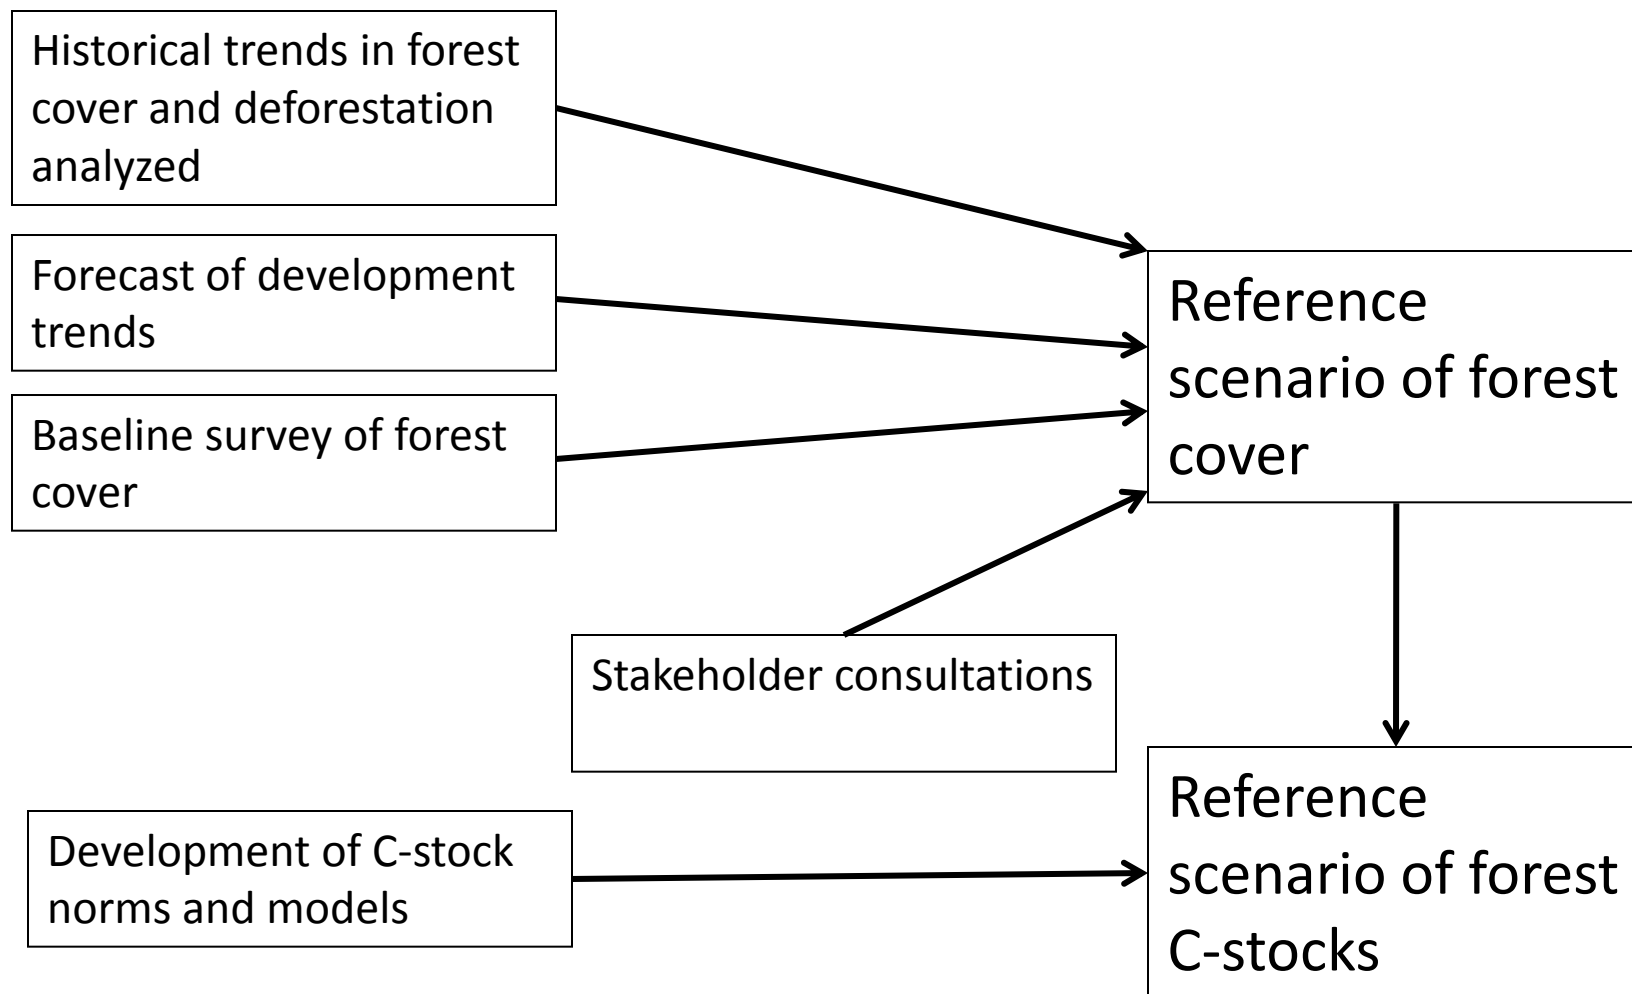 Historical trends in forest
cover and deforestation
analyzed
Forecast of development
trends
Baseline survey of forest
cover
Reference
scenario of forest
cover
Stakeholder consultations
Development of C-stock
norms and models
Reference
scenario of forest
C-stocks